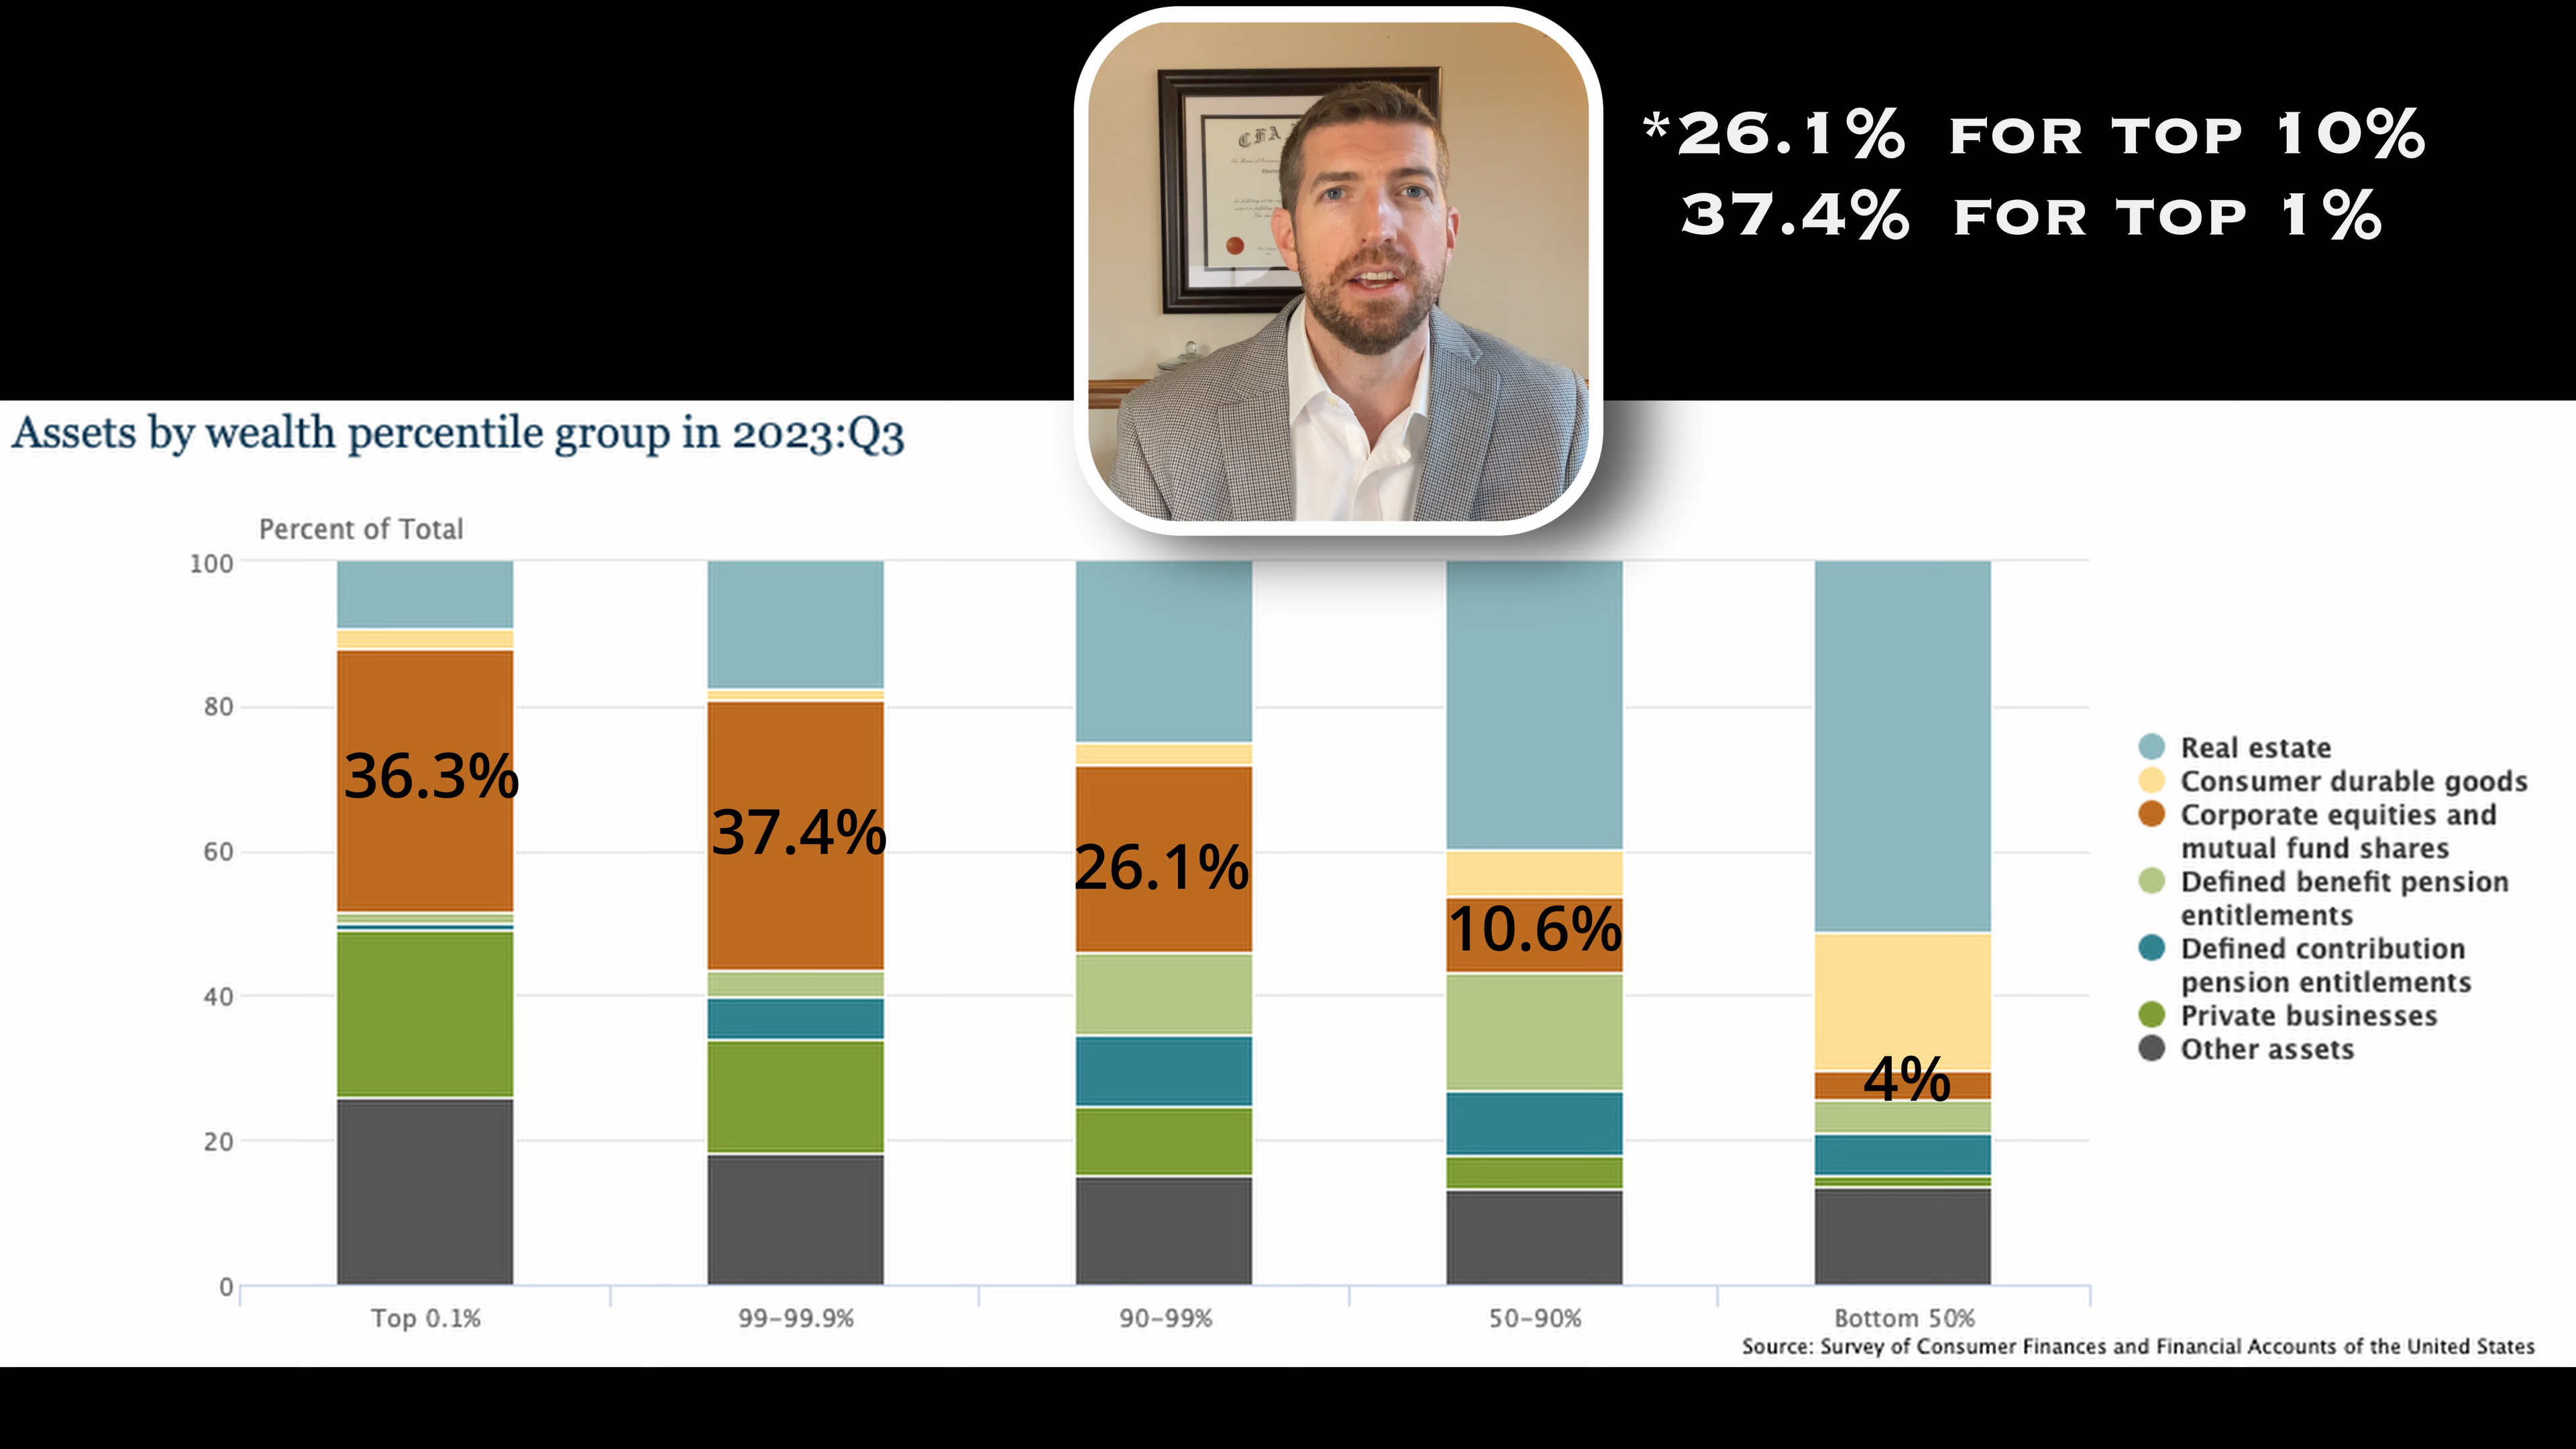 *26.1% FOR TOP 10%
37.4% FOR TOP 1%
CFA
Assets by wealth percentile group in 2023:Q3
Percent of Total
100
80
60
40
20
0
36.3%
37.4%
26.1%
10.6%
4%
Top 0.1%
99-99.9%
90-99%
50-90%
Bottom 50%
Real estate
Consumer durable goods
Corporate equities and
mutual fund shares
Defined benefit pension
entitlements
Defined contribution
pension entitlements
Private businesses
Other assets
Source: Survey of Consumer Finances and Financial Accounts of the United States